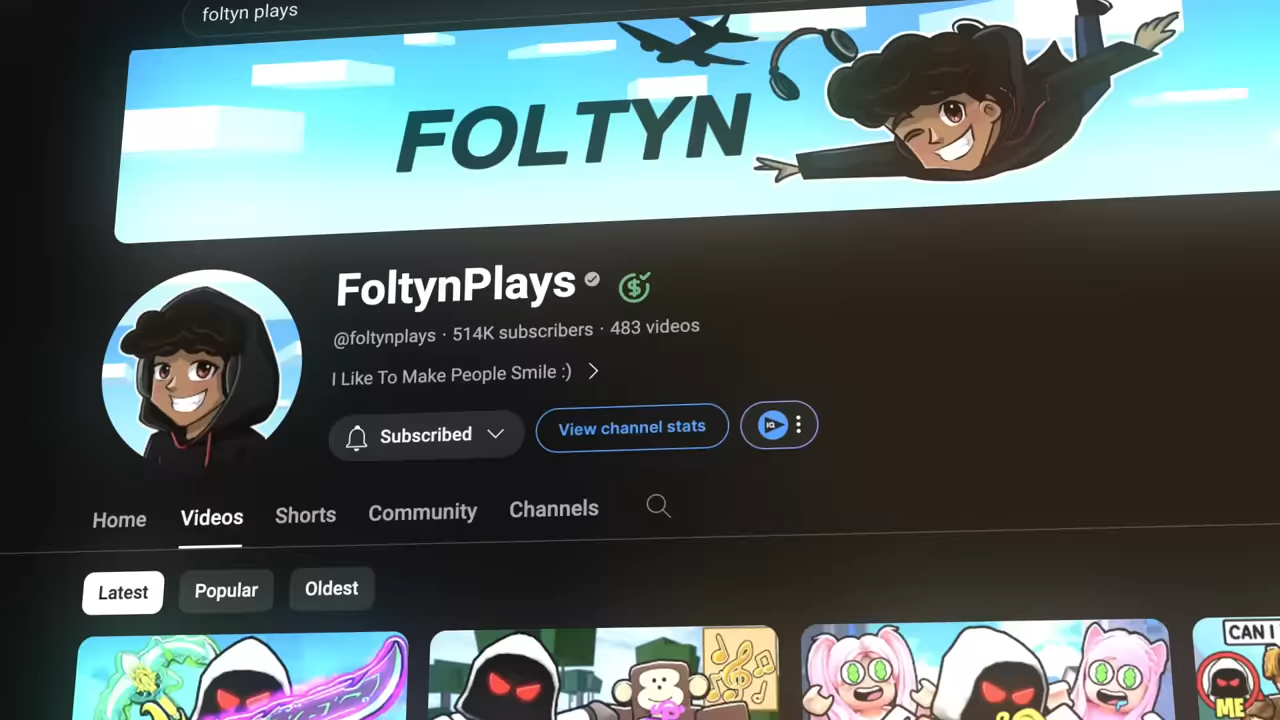 foltyn plays
FOLTYN
FoltynPlays
@foltynplays · 514K subscribers · 483 videos
I Like To Make People Smile :)
Subscribed
View channel stats
IQ
Home Videos Shorts Community Channels
Latest Popular Oldest
CAN I
ME